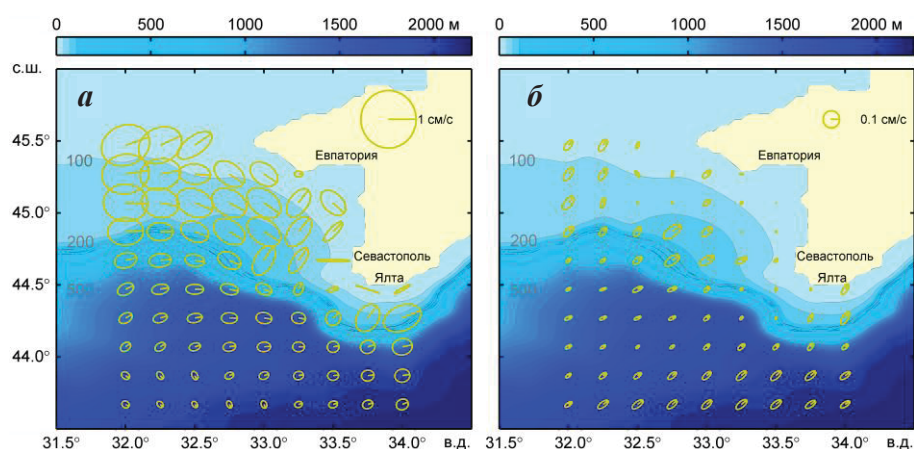 0 500 1000 1500 2000 м
0 500 1000 1500 2000 м
с.ш.
а
1 см/с
45.5°
Евпатория
100
45.0°
200
Севастополь
44.5°
Ялта
500
44.0°
31.5° 32.0° 32.5° 33.0° 33.5° 34.0° в.д.
б
0.1 см/с
Евпатория
100
200
Севастополь
Ялта
500
31.5° 32.0° 32.5° 33.0° 33.5° 34.0° в.д.